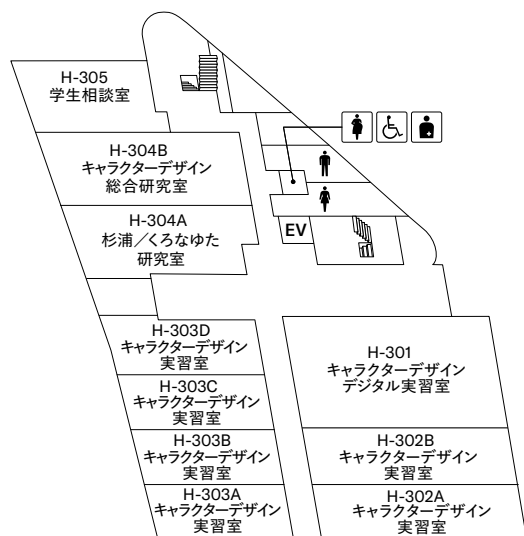 H-305
学生相談室
H-304B
キャラクターデザイン
総合研究室
H-304A
杉浦／くろなゆた
研究室
EV
H-303D
キャラクターデザイン
実習室
H-303C
キャラクターデザイン
実習室
H-303B
キャラクターデザイン
実習室
H-303A
キャラクターデザイン
実習室
H-301
キャラクターデザイン
デジタル実習室
H-302B
キャラクターデザイン
実習室
H-302A
キャラクターデザイン
実習室